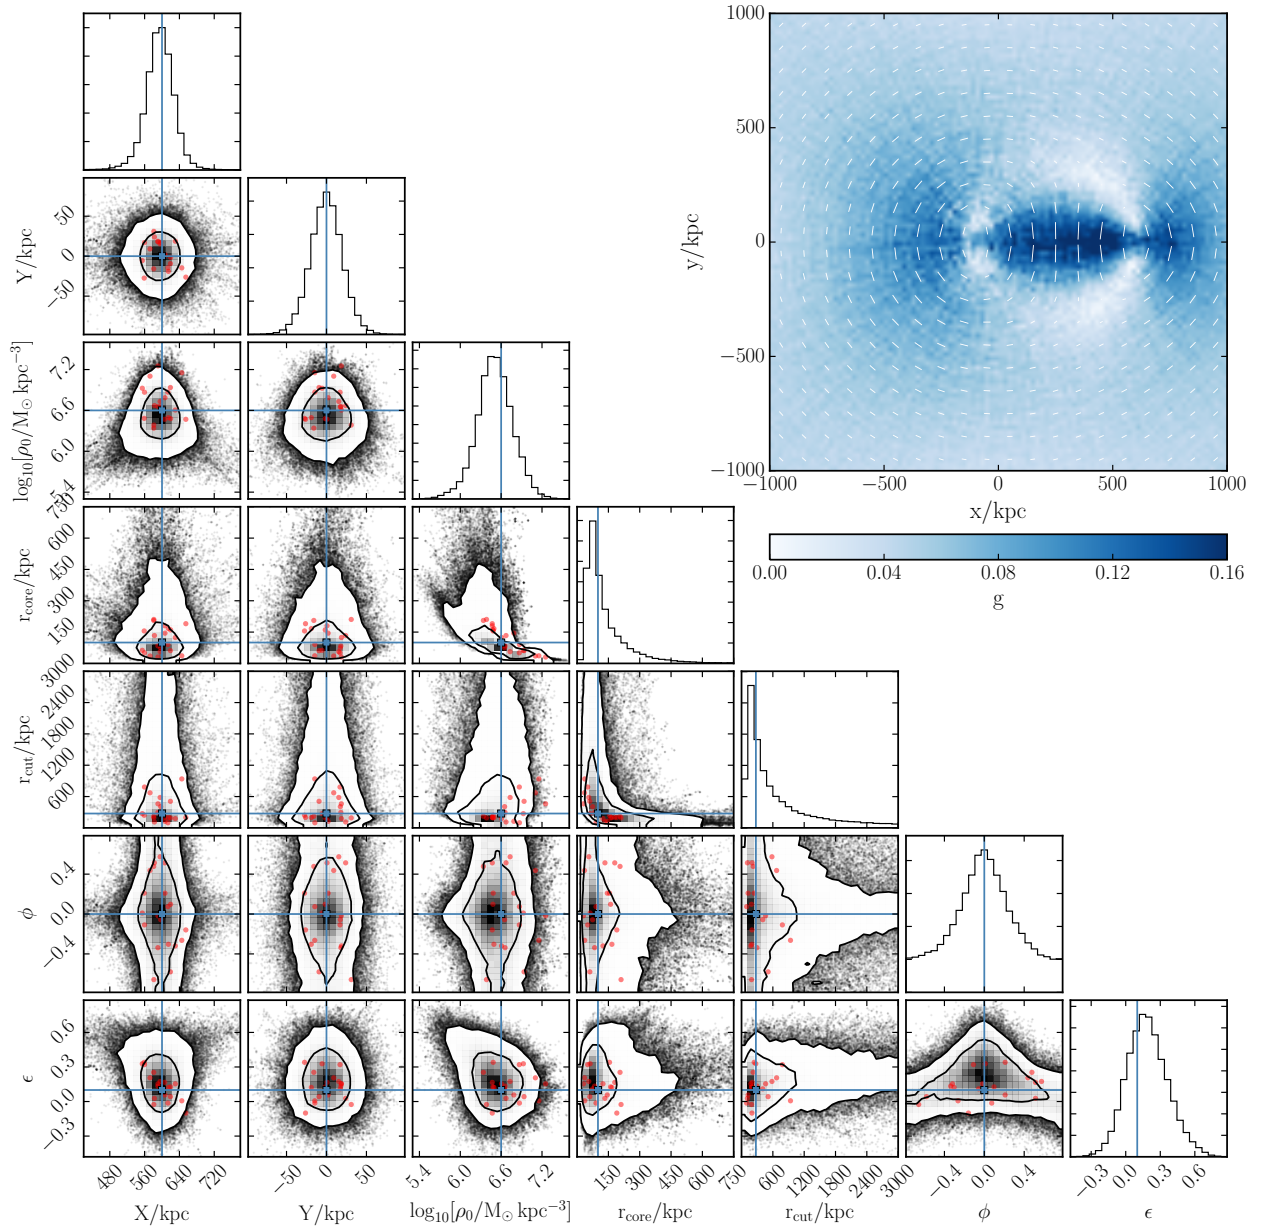 1000
500
0
−500
−1000
y/kpc
−1000 −500 0 500 1000
x/kpc
0.00 0.04 0.08 0.12 0.16
g
50
0
−50
Y/kpc
7.2
6.6
6.0
5.4
log₁₀[ρ₀/M⊙ kpc⁻³]
750
600
450
300
150
r_core/kpc
3000
2400
1800
1200
600
r_cut/kpc
0.4
0.0
−0.4
ϕ
0.6
0.3
0.0
−0.3
ϵ
480 560 640 720
X/kpc
−50 0 50
Y/kpc
5.4 6.0 6.6 7.2
log₁₀[ρ₀/M⊙ kpc⁻³]
150 300 450 600 750
r_core/kpc
600 1200 1800 2400 3000
r_cut/kpc
−0.4 0.0 0.4
ϕ
−0.3 0.0 0.3 0.6
ϵ